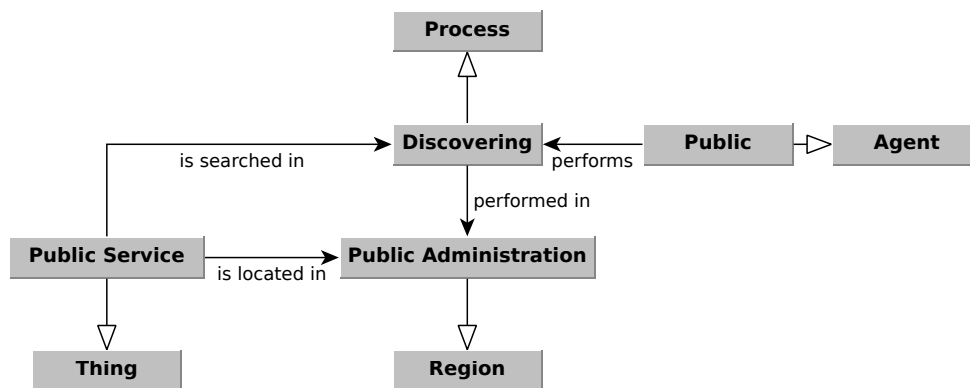 Process
Discovering
Public
Agent
is searched in
performs
performed in
Public Service
Public Administration
is located in
Thing
Region